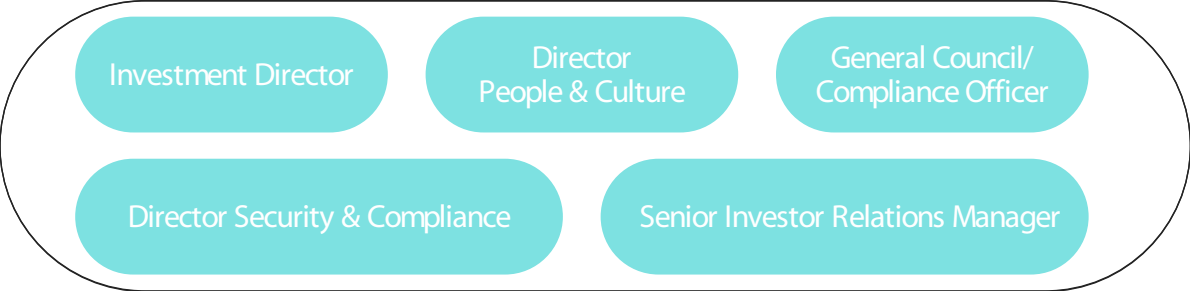 Investment Director
Director
People & Culture
General Council/
Compliance Officer
Director Security & Compliance
Senior Investor Relations Manager